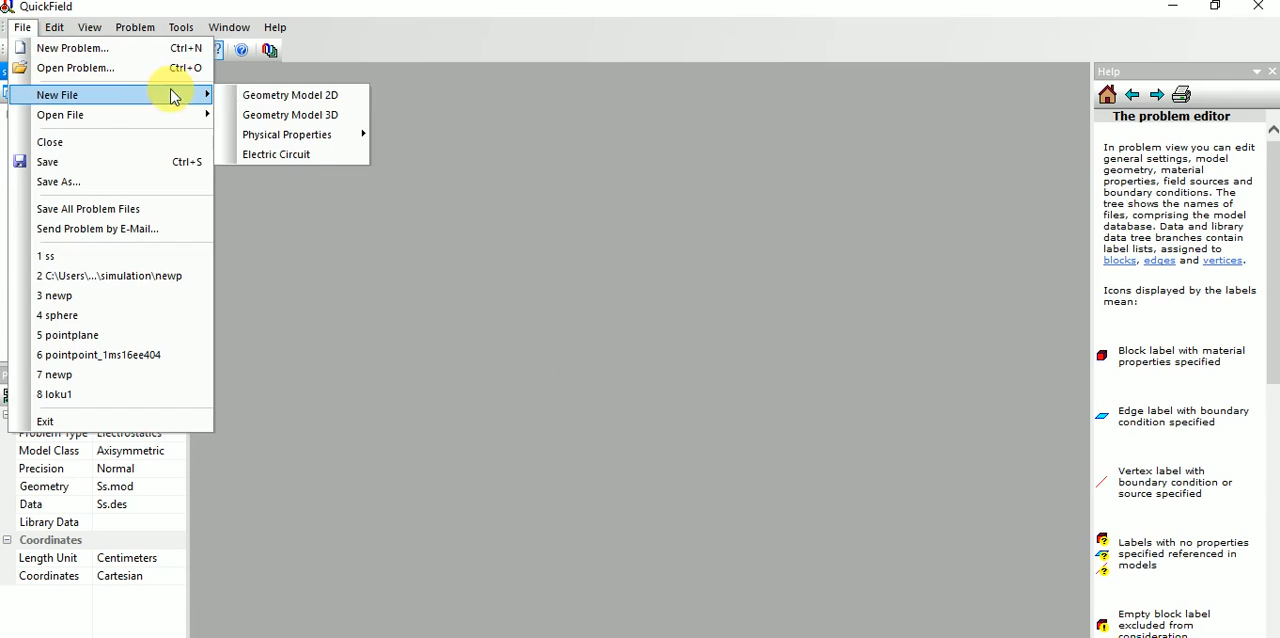 QuickField
File Edit View Problem Tools Window Help
New Problem... Ctrl+N
Open Problem... Ctrl+O
New File
Open File
Close
Save Ctrl+S
Save As...
Save All Problem Files
Send Problem by E-Mail...
1 ss
2 C:\Users\...\simulation\newp
3 newp
4 sphere
5 pointplane
6 pointpoint_1ms16ee404
7 newp
8 loku1
Exit
Geometry Model 2D
Geometry Model 3D
Physical Properties
Electric Circuit
Problem Type Electrostatics
Model Class Axisymmetric
Precision Normal
Geometry Ss.mod
Data Ss.des
Library Data
Coordinates
Length Unit Centimeters
Coordinates Cartesian
Help
The problem editor
In problem view you can edit
general settings, model
geometry, material
properties, field sources and
boundary conditions. The
tree shows the names of
files, comprising the model
database. Data and library
data tree branches contain
label lists, assigned to
blocks, edges and vertices.
Icons displayed by the labels
mean:
Block label with material
properties specified
Edge label with boundary
condition specified
Vertex label with
boundary condition or
source specified
Labels with no properties
specified referenced in
models
Empty block label
excluded from
consideration